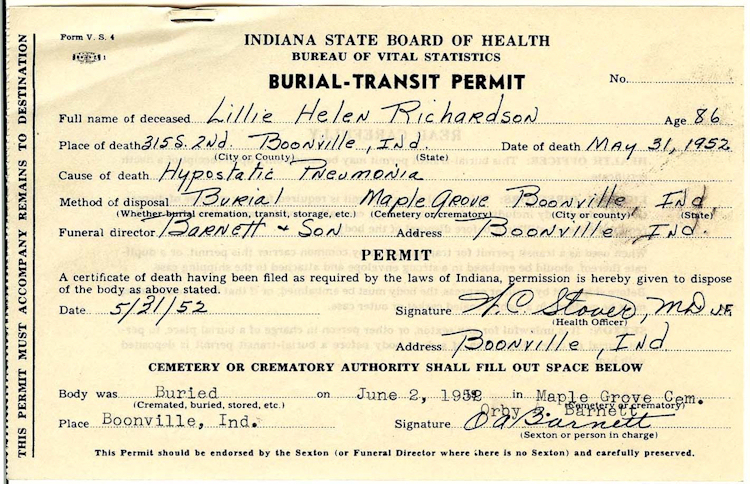 Form V. S. 4
INDIANA STATE BOARD OF HEALTH
BUREAU OF VITAL STATISTICS
BURIAL-TRANSIT PERMIT
No.
Full name of deceased Lillie Helen Richardson Age 86
Place of death 315 S. 2nd. Boonville, Ind. Date of death May 31, 1952
(City or County) (State)
Cause of death Hypostatic Pneumonia
Method of disposal Burial Maple Grove Boonville Ind.
(Whether burial cremation, transit, storage, etc.) (Cemetery or crematory) (City or county) (State)
Funeral director Barnett & Son Address Boonville, Ind.
PERMIT
A certificate of death having been filed as required by the laws of Indiana, permission is hereby given to dispose
of the body as above stated.
Date 5/31/52 Signature W.C. Stover, MD
(Health Officer)
Address Boonville, Ind
CEMETERY OR CREMATORY AUTHORITY SHALL FILL OUT SPACE BELOW
Body was Buried on June 2, 1952 in Maple Grove Cem.
(Cremated, buried, stored, etc.) (Cemetery or crematory)
Barnett
Place Boonville, Ind. Signature O A Barnett
(Sexton or person in charge)
This Permit should be endorsed by the Sexton (or Funeral Director where there is no Sexton) and carefully preserved.
THIS PERMIT MUST ACCOMPANY REMAINS TO DESTINATION